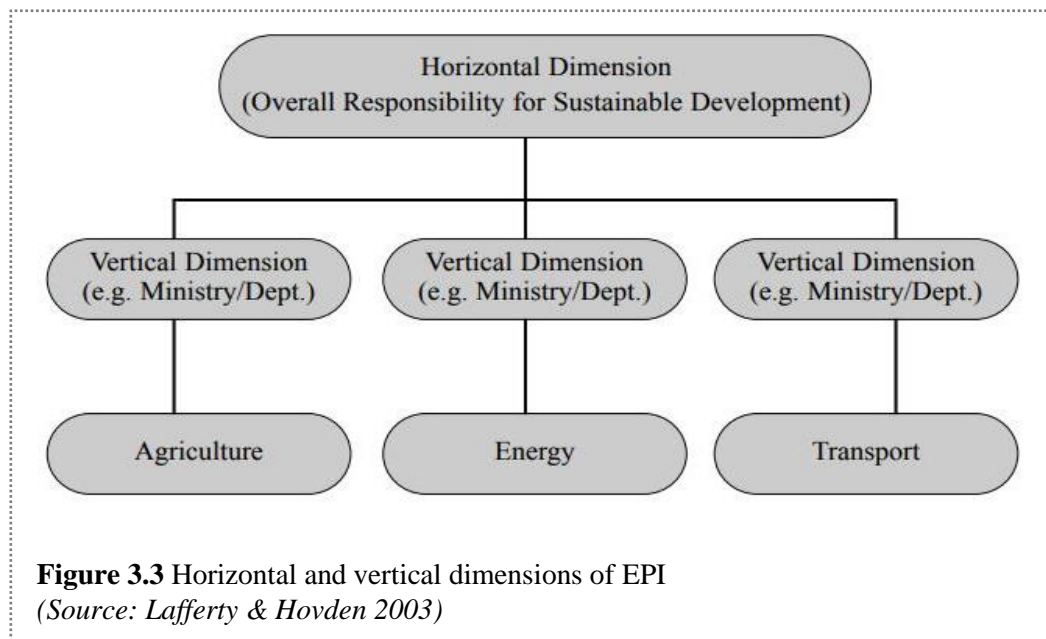 Horizontal Dimension
(Overall Responsibility for Sustainable Development)
Vertical Dimension
(e.g. Ministry/Dept.)
Vertical Dimension
(e.g. Ministry/Dept.)
Vertical Dimension
(e.g. Ministry/Dept.)
Agriculture
Energy
Transport
Figure 3.3 Horizontal and vertical dimensions of EPI
(Source: Lafferty & Hovden 2003)